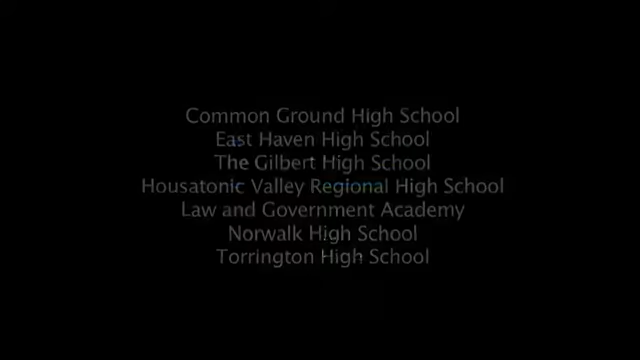 Common Ground High School
East Haven High School
The Gilbert High School
Housatonic Valley Regional High School
Law and Government Academy
Norwalk High School
Torrington High School